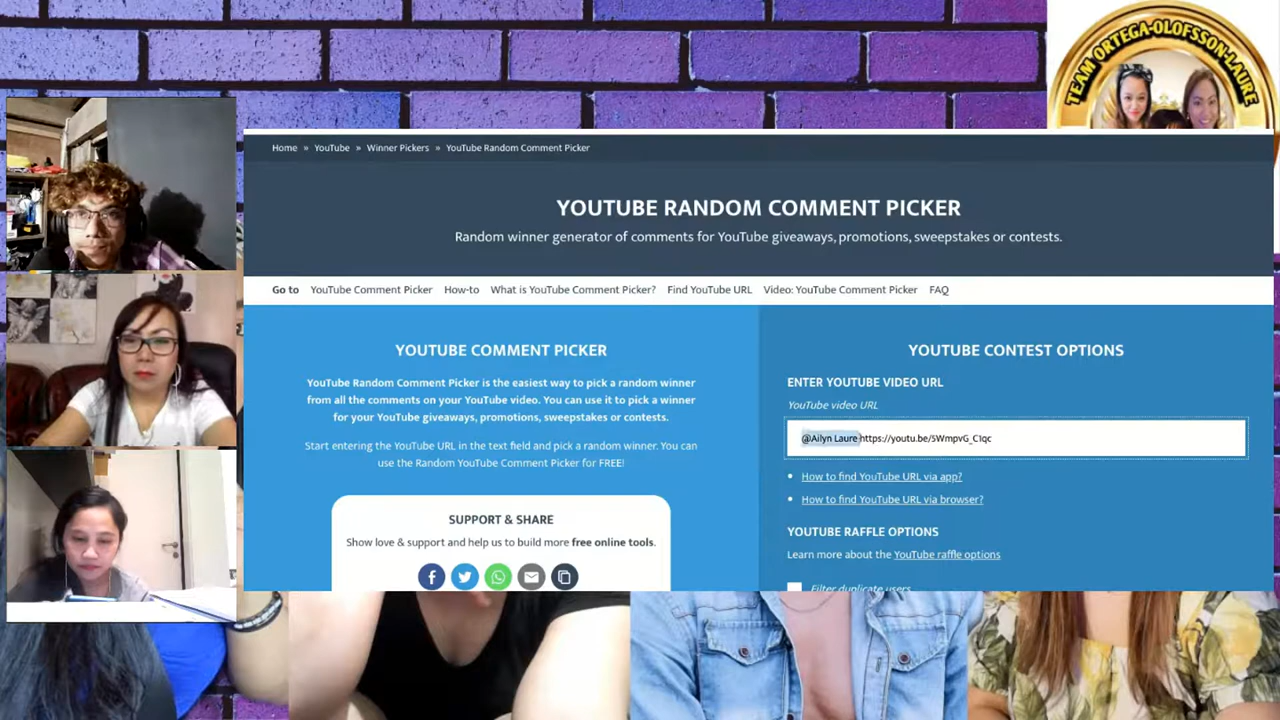 TEAM ORTEGA-OLOFSSON-LAURE
Home » YouTube » Winner Pickers » YouTube Random Comment Picker
YOUTUBE RANDOM COMMENT PICKER
Random winner generator of comments for YouTube giveaways, promotions, sweepstakes or contests.
Go to YouTube Comment Picker How-to What is YouTube Comment Picker? Find YouTube URL Video: YouTube Comment Picker FAQ
YOUTUBE COMMENT PICKER
YouTube Random Comment Picker is the easiest way to pick a random winner
from all the comments on your YouTube video. You can use it to pick a winner
for your YouTube giveaways, promotions, sweepstakes or contests.
Start entering the YouTube URL in the text field and pick a random winner. You can
use the Random YouTube Comment Picker for FREE!
SUPPORT & SHARE
Show love & support and help us to build more free online tools.
YOUTUBE CONTEST OPTIONS
ENTER YOUTUBE VIDEO URL
YouTube video URL
@Ailyn Laure https://youtu.be/5WmpvG_C1qc
How to find YouTube URL via app?
How to find YouTube URL via browser?
YOUTUBE RAFFLE OPTIONS
Learn more about the YouTube raffle options
Filter duplicate users